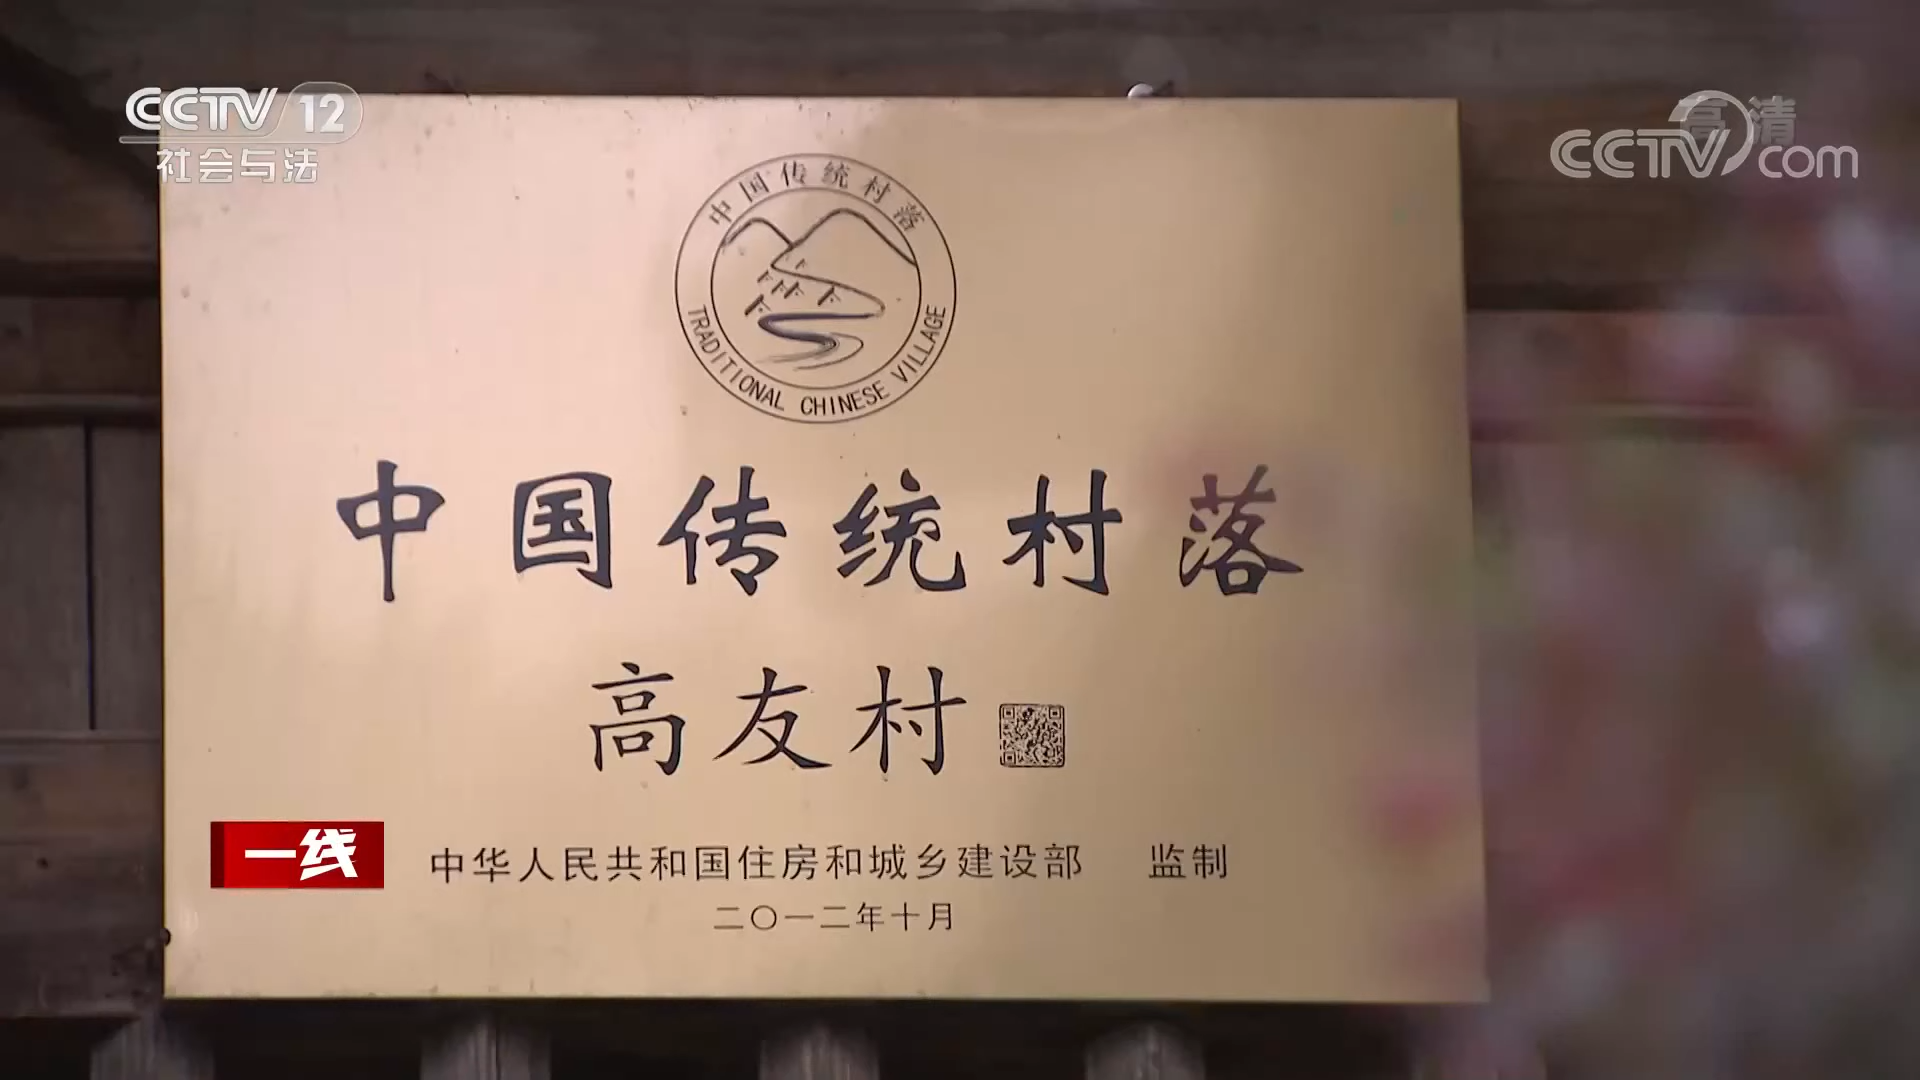 CCTV 12
社会与法
高清
CCTV com
中国传统村落
TRADITIONAL CHINESE VILLAGE
中国传统村落
高友村
一线
中华人民共和国住房和城乡建设部 监制
二〇一二年十月